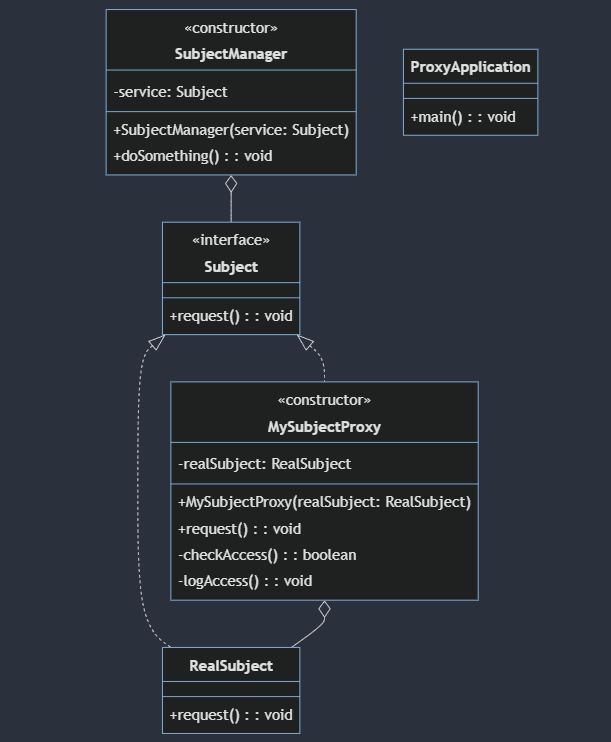 «constructor»
SubjectManager
-service: Subject
+SubjectManager(service: Subject)
+doSomething() : : void
ProxyApplication
+main() : : void
«interface»
Subject
+request() : : void
«constructor»
MySubjectProxy
-realSubject: RealSubject
+MySubjectProxy(realSubject: RealSubject)
+request() : : void
-checkAccess() : : boolean
-logAccess() : : void
RealSubject
+request() : : void